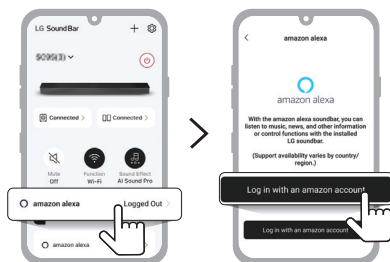 LG Sound Bar
Connected >
Connected >
Mute
Off
Function
Wi-Fi
Sound Effect
AI Sound Pro
amazon alexa
Logged Out >
amazon alexa
amazon alexa
amazon alexa
With the amazon alexa soundbar, you can
listen to music, news, and other information
or control functions with the installed
LG soundbar.
(Support availability varies by country/
region.)
Log in with an amazon account
Log in with an amazon account